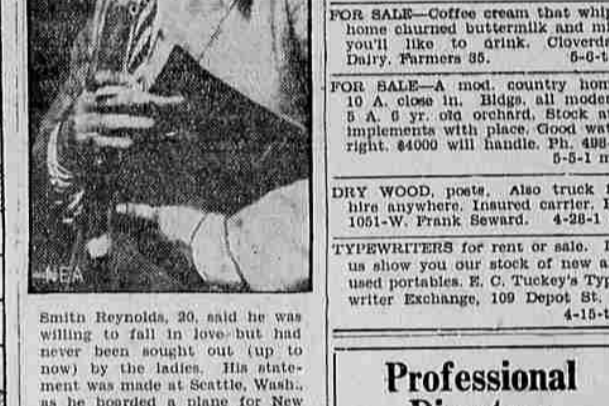 NEA
Smith Reynolds, 20, said he was
willing to fall in love but had
never been sought out (up to
now) by the ladies. His state-
ment was made at Seattle, Wash.,
as he boarded a plane for New
FOR SALE—Coffee cream that whip
home churned buttermilk and mi
you'll like to drink. Cloverd
Dairy. Farmers 35. 5-6-t
FOR SALE—A mod. country hom
10 A. close in. Bldgs. all moder
5 A. 6 yr. old orchard. Stock a
implements with place. Good wat
right. $4000 will handle. Ph. 498-
5-5-1 m
DRY WOOD, posts. Also truck f
hire anywhere. Insured carrier.
1051-W. Frank Seward. 4-28-1
TYPEWRITERS for rent or sale.
us show you our stock of new a
used portables. E. C. Tuckey's Typ
writer Exchange, 109 Depot St.
4-15-t
Professional